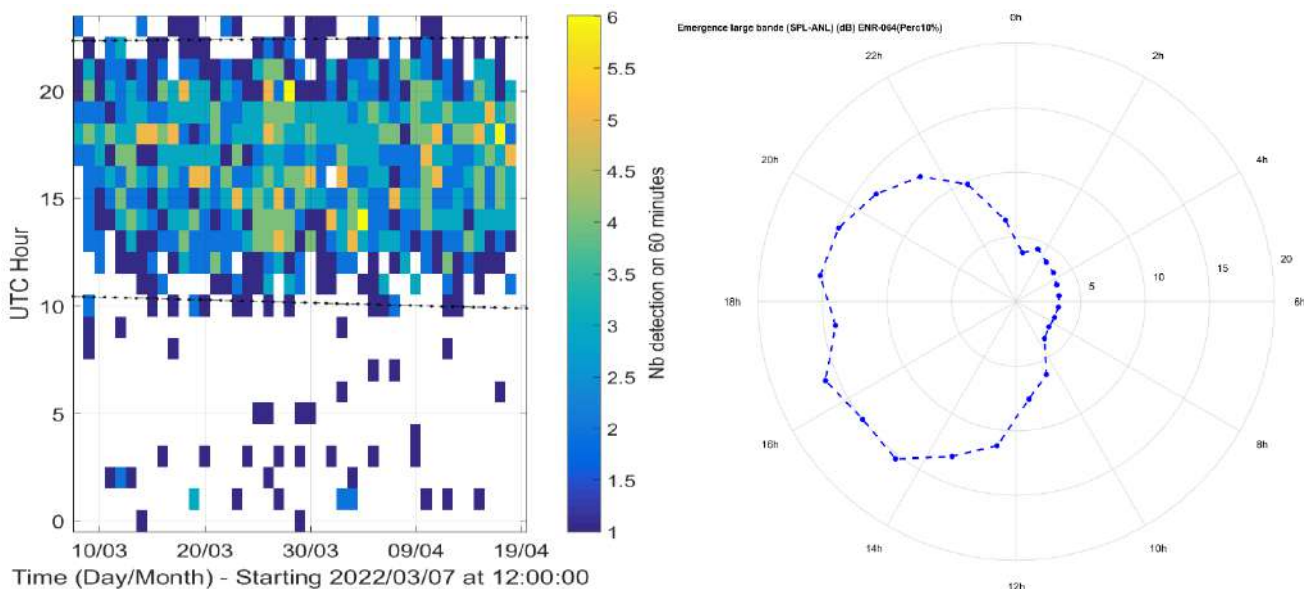 6
5.5
5
4.5
4
3.5
3
2.5
2
1.5
1
Nb detection on 60 minutes
UTC Hour
20
15
10
5
0
10/03
20/03
30/03
09/04
19/04
Time (Day/Month) - Starting 2022/03/07 at 12:00:00
Emergence large bande (SPL-ANL) (dB) ENR-064(Perc10%)
0h
2h
4h
6h
8h
10h
12h
14h
16h
18h
20h
22h
5
10
15
20